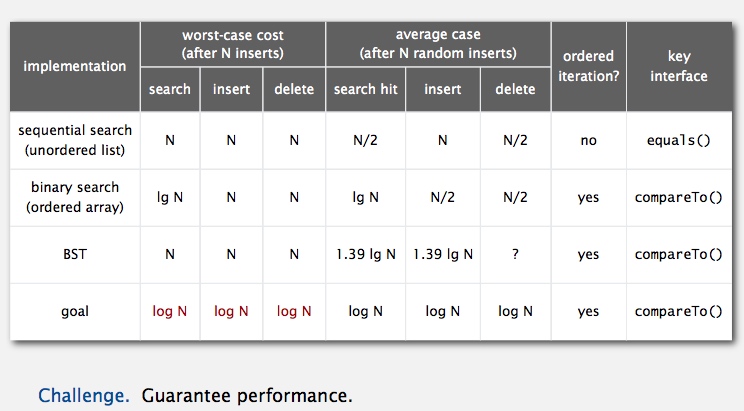 implementation worst-case cost (after N inserts) average case (after N random inserts) ordered iteration? key interface
search insert delete search hit insert delete
sequential search (unordered list) N N N N/2 N N/2 no equals()
binary search (ordered array) lg N N N lg N N/2 N/2 yes compareTo()
BST N N N 1.39 lg N 1.39 lg N ? yes compareTo()
goal log N log N log N log N log N log N yes compareTo()
Challenge. Guarantee performance.